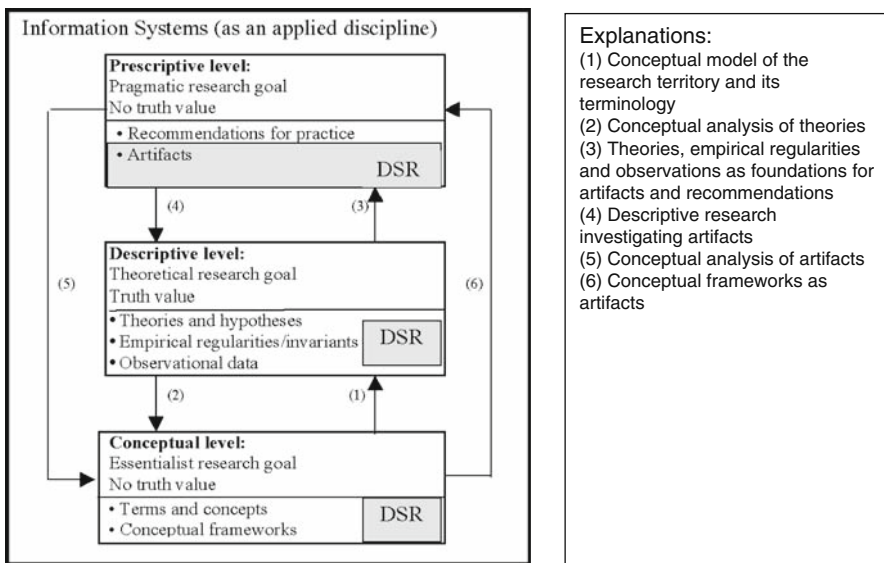 Information Systems (as an applied discipline)
Prescriptive level:
Pragmatic research goal
No truth value
• Recommendations for practice
• Artifacts
DSR
(4)
(3)
Descriptive level:
Theoretical research goal
Truth value
• Theories and hypotheses
• Empirical regularities/invariants
• Observational data
DSR
(5)
(6)
(2)
(1)
Conceptual level:
Essentialist research goal
No truth value
• Terms and concepts
• Conceptual frameworks
DSR
Explanations:
(1) Conceptual model of the
research territory and its
terminology
(2) Conceptual analysis of theories
(3) Theories, empirical regularities
and observations as foundations for
artifacts and recommendations
(4) Descriptive research
investigating artifacts
(5) Conceptual analysis of artifacts
(6) Conceptual frameworks as
artifacts